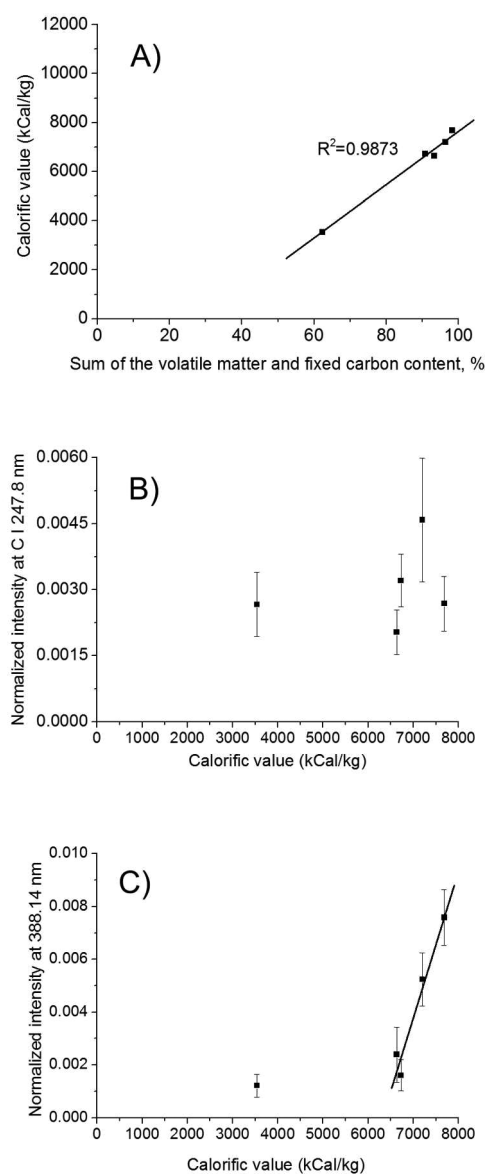 A)
Calorific value (kCal/kg)
12000
10000
8000
6000
4000
2000
0
R²=0.9873
0 20 40 60 80 100
Sum of the volatile matter and fixed carbon content, %
B)
Normalized intensity at C I 247.8 nm
0.0060
0.0045
0.0030
0.0015
0.0000
0 1000 2000 3000 4000 5000 6000 7000 8000
Calorific value (kCal/kg)
C)
Normalized intensity at 388.14 nm
0.010
0.008
0.006
0.004
0.002
0.000
0 1000 2000 3000 4000 5000 6000 7000 8000
Calorific value (kCal/kg)